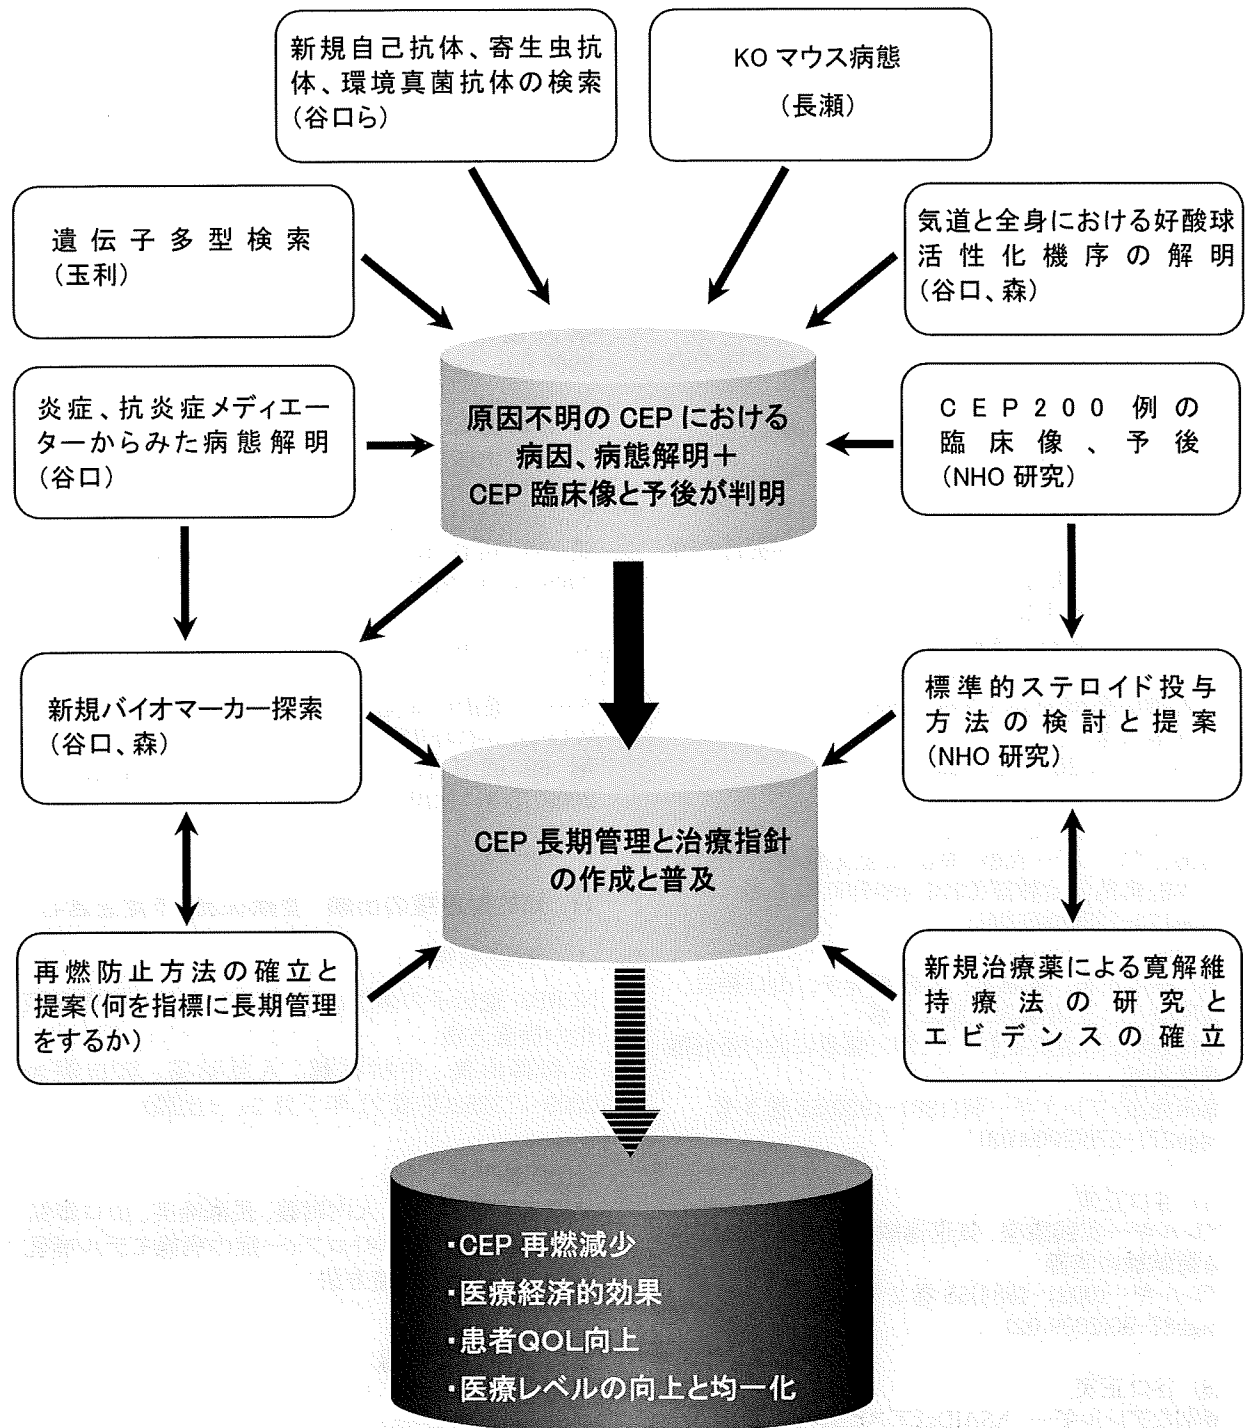 新規自己抗体、寄生虫抗
体、環境真菌抗体の検索
(谷口ら)
KO マウス病態
(長瀬)
遺伝子多型検索
(玉利)
気道と全身における好酸球
活性化機序の解明
(谷口、森)
炎症、抗炎症メディエー
ターからみた病態解明
(谷口)
原因不明の CEP における
病因、病態解明＋
CEP 臨床像と予後が判明
CEP200 例の
臨床像、予後
(NHO 研究)
新規バイオマーカー探索
(谷口、森)
標準的ステロイド投与
方法の検討と提案
(NHO 研究)
CEP 長期管理と治療指針
の作成と普及
再燃防止方法の確立と
提案(何を指標に長期管理
をするか)
新規治療薬による寛解維
持療法の研究と
エビデンスの確立
・CEP 再燃減少
・医療経済的効果
・患者QOL向上
・医療レベルの向上と均一化